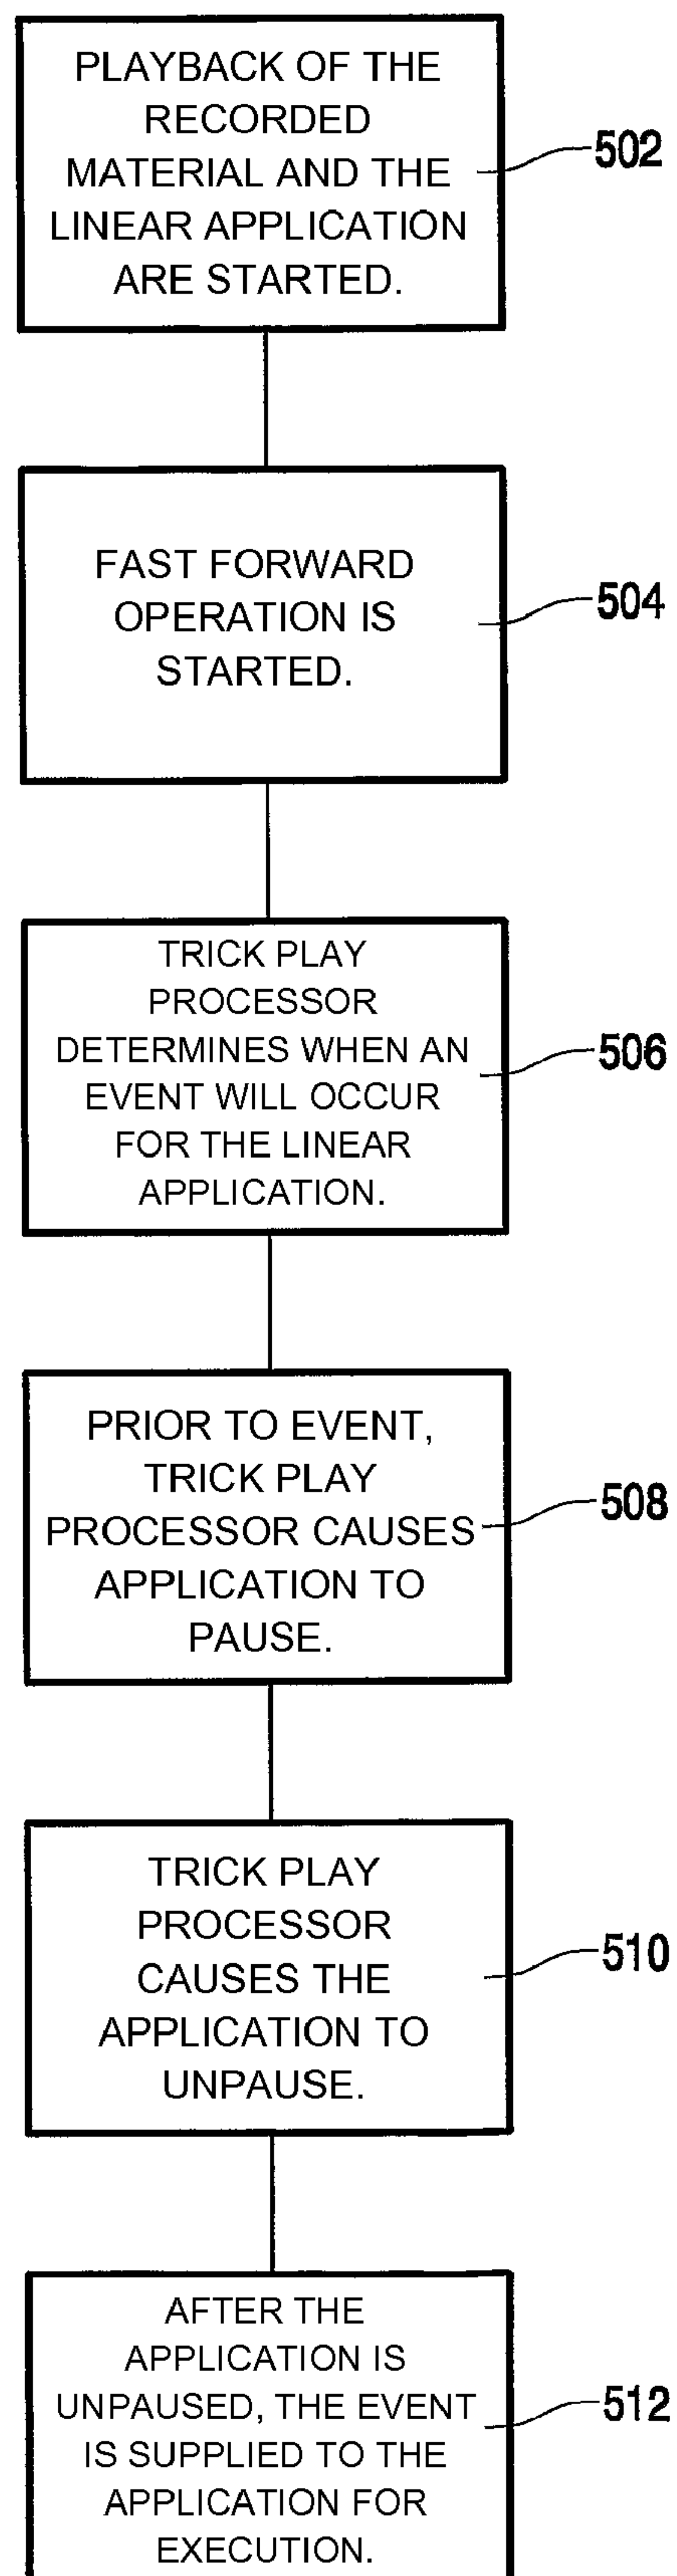 PLAYBACK OF THE
RECORDED
MATERIAL AND THE
LINEAR APPLICATION
ARE STARTED.
502
FAST FORWARD
OPERATION IS
STARTED.
504
TRICK PLAY
PROCESSOR
DETERMINES WHEN AN
EVENT WILL OCCUR
FOR THE LINEAR
APPLICATION.
506
PRIOR TO EVENT,
TRICK PLAY
PROCESSOR CAUSES
APPLICATION TO
PAUSE.
508
TRICK PLAY
PROCESSOR
CAUSES THE
APPLICATION TO
UNPAUSE.
510
AFTER THE
APPLICATION IS
UNPAUSED, THE EVENT
IS SUPPLIED TO THE
APPLICATION FOR
EXECUTION.
512